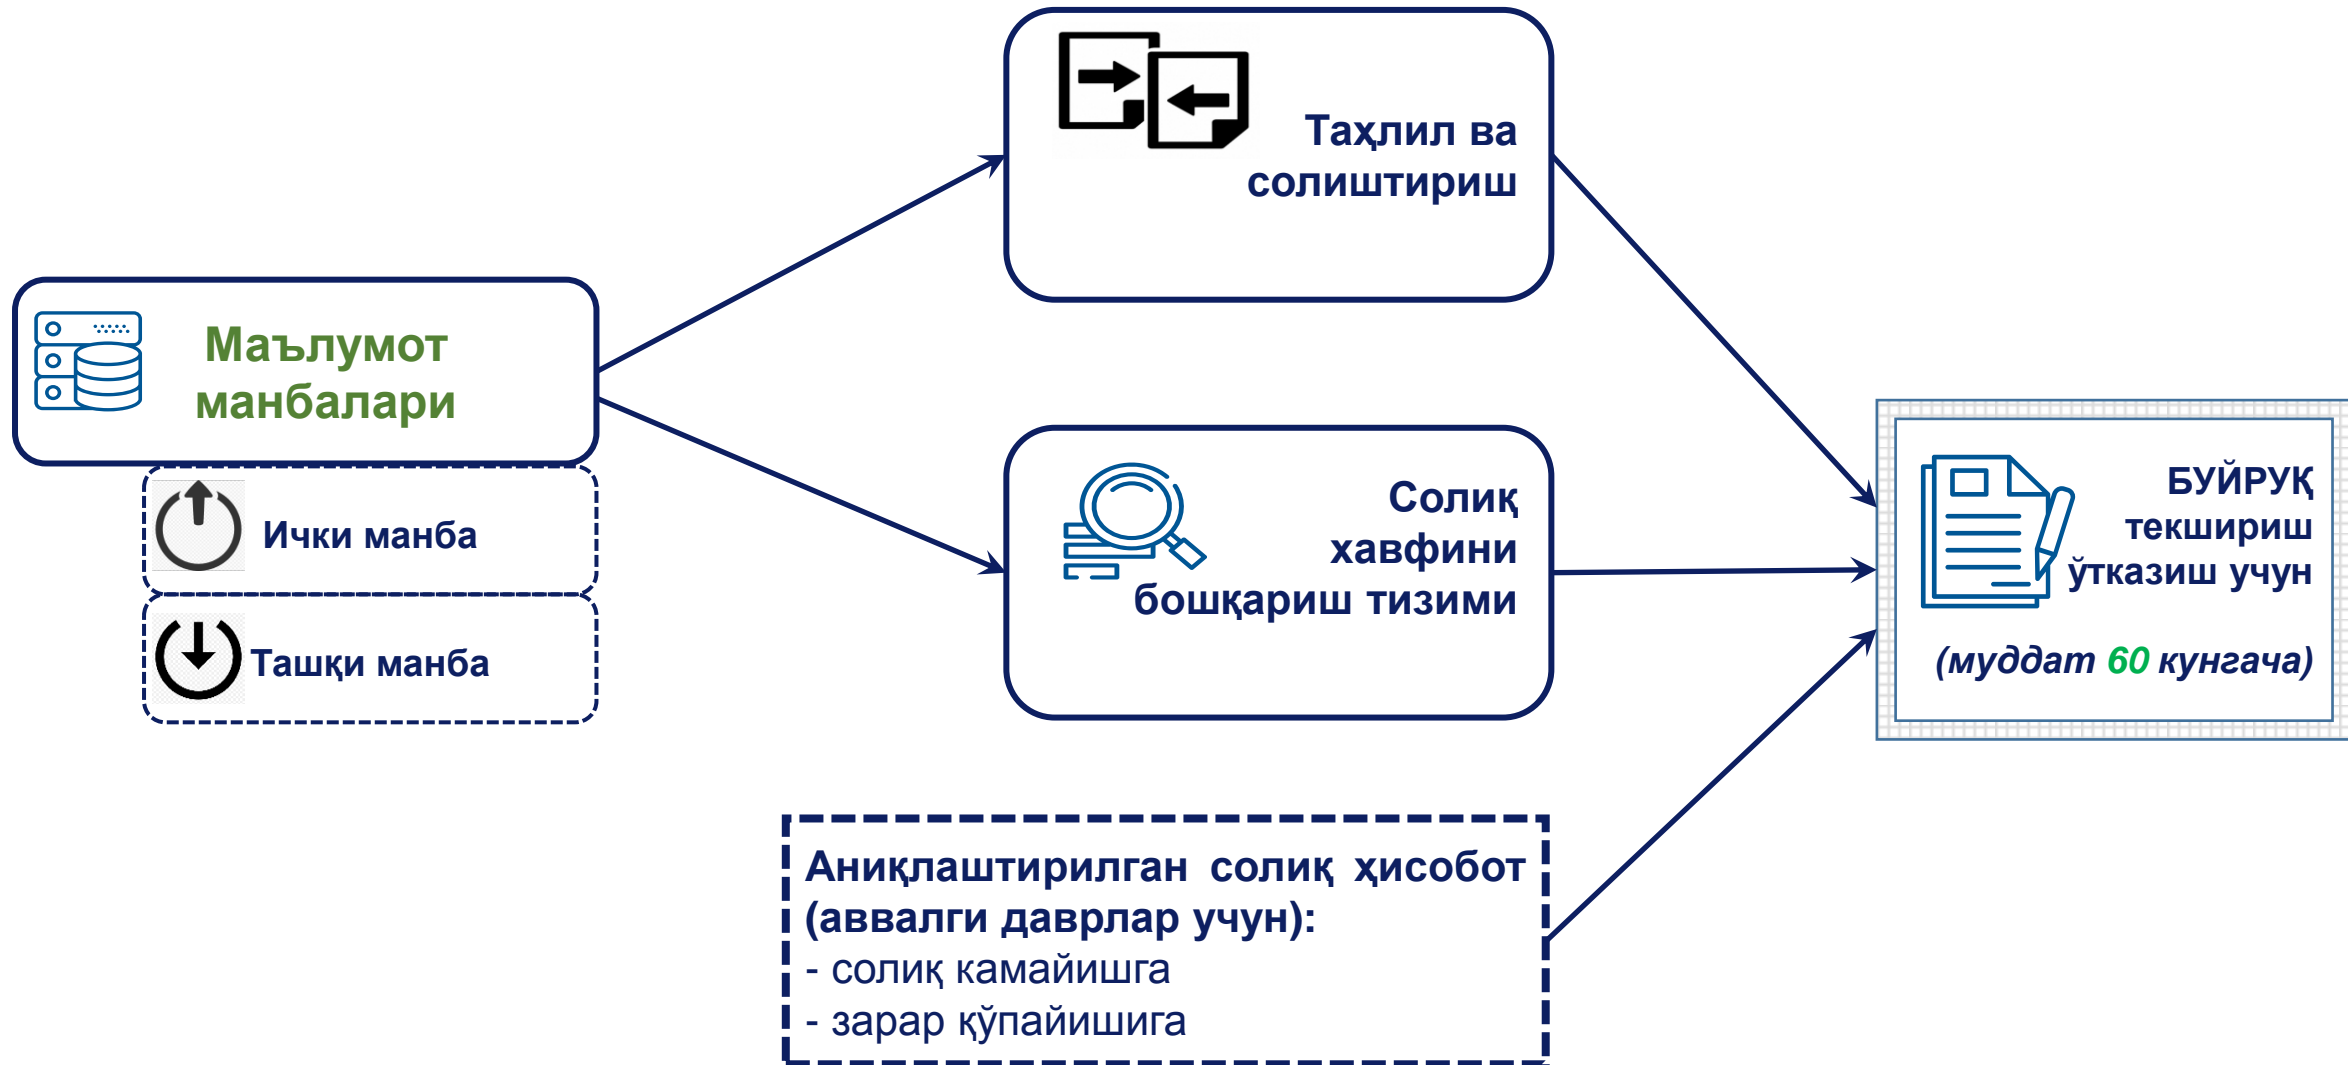 Таҳлил ва
солиштириш
Маълумот
манбалари
Ички манба
Ташқи манба
Солиқ
хавфини
бошқариш тизими
БУЙРУҚ
текшириш
ўтказиш учун
(муддат 60 кунгача)
Аниқлаштирилган солиқ ҳисобот
(аввалги даврлар учун):
- солиқ камайишга
- зарар қўпайишига